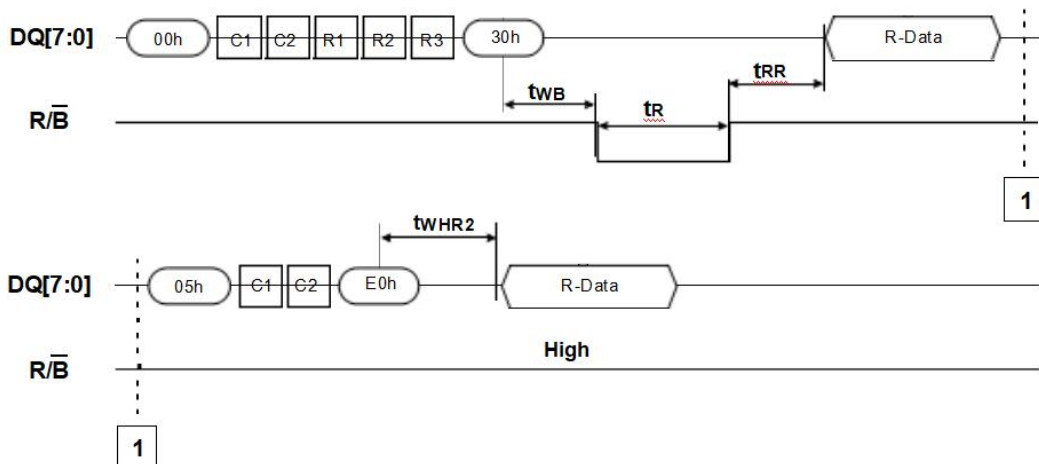 DQ[7:0] 00h C1 C2 R1 R2 R3 30h R-Data
tRR
tWB tR
R/B̅
1
tWHR2
DQ[7:0] 05h C1 C2 E0h R-Data
High
R/B̅
1